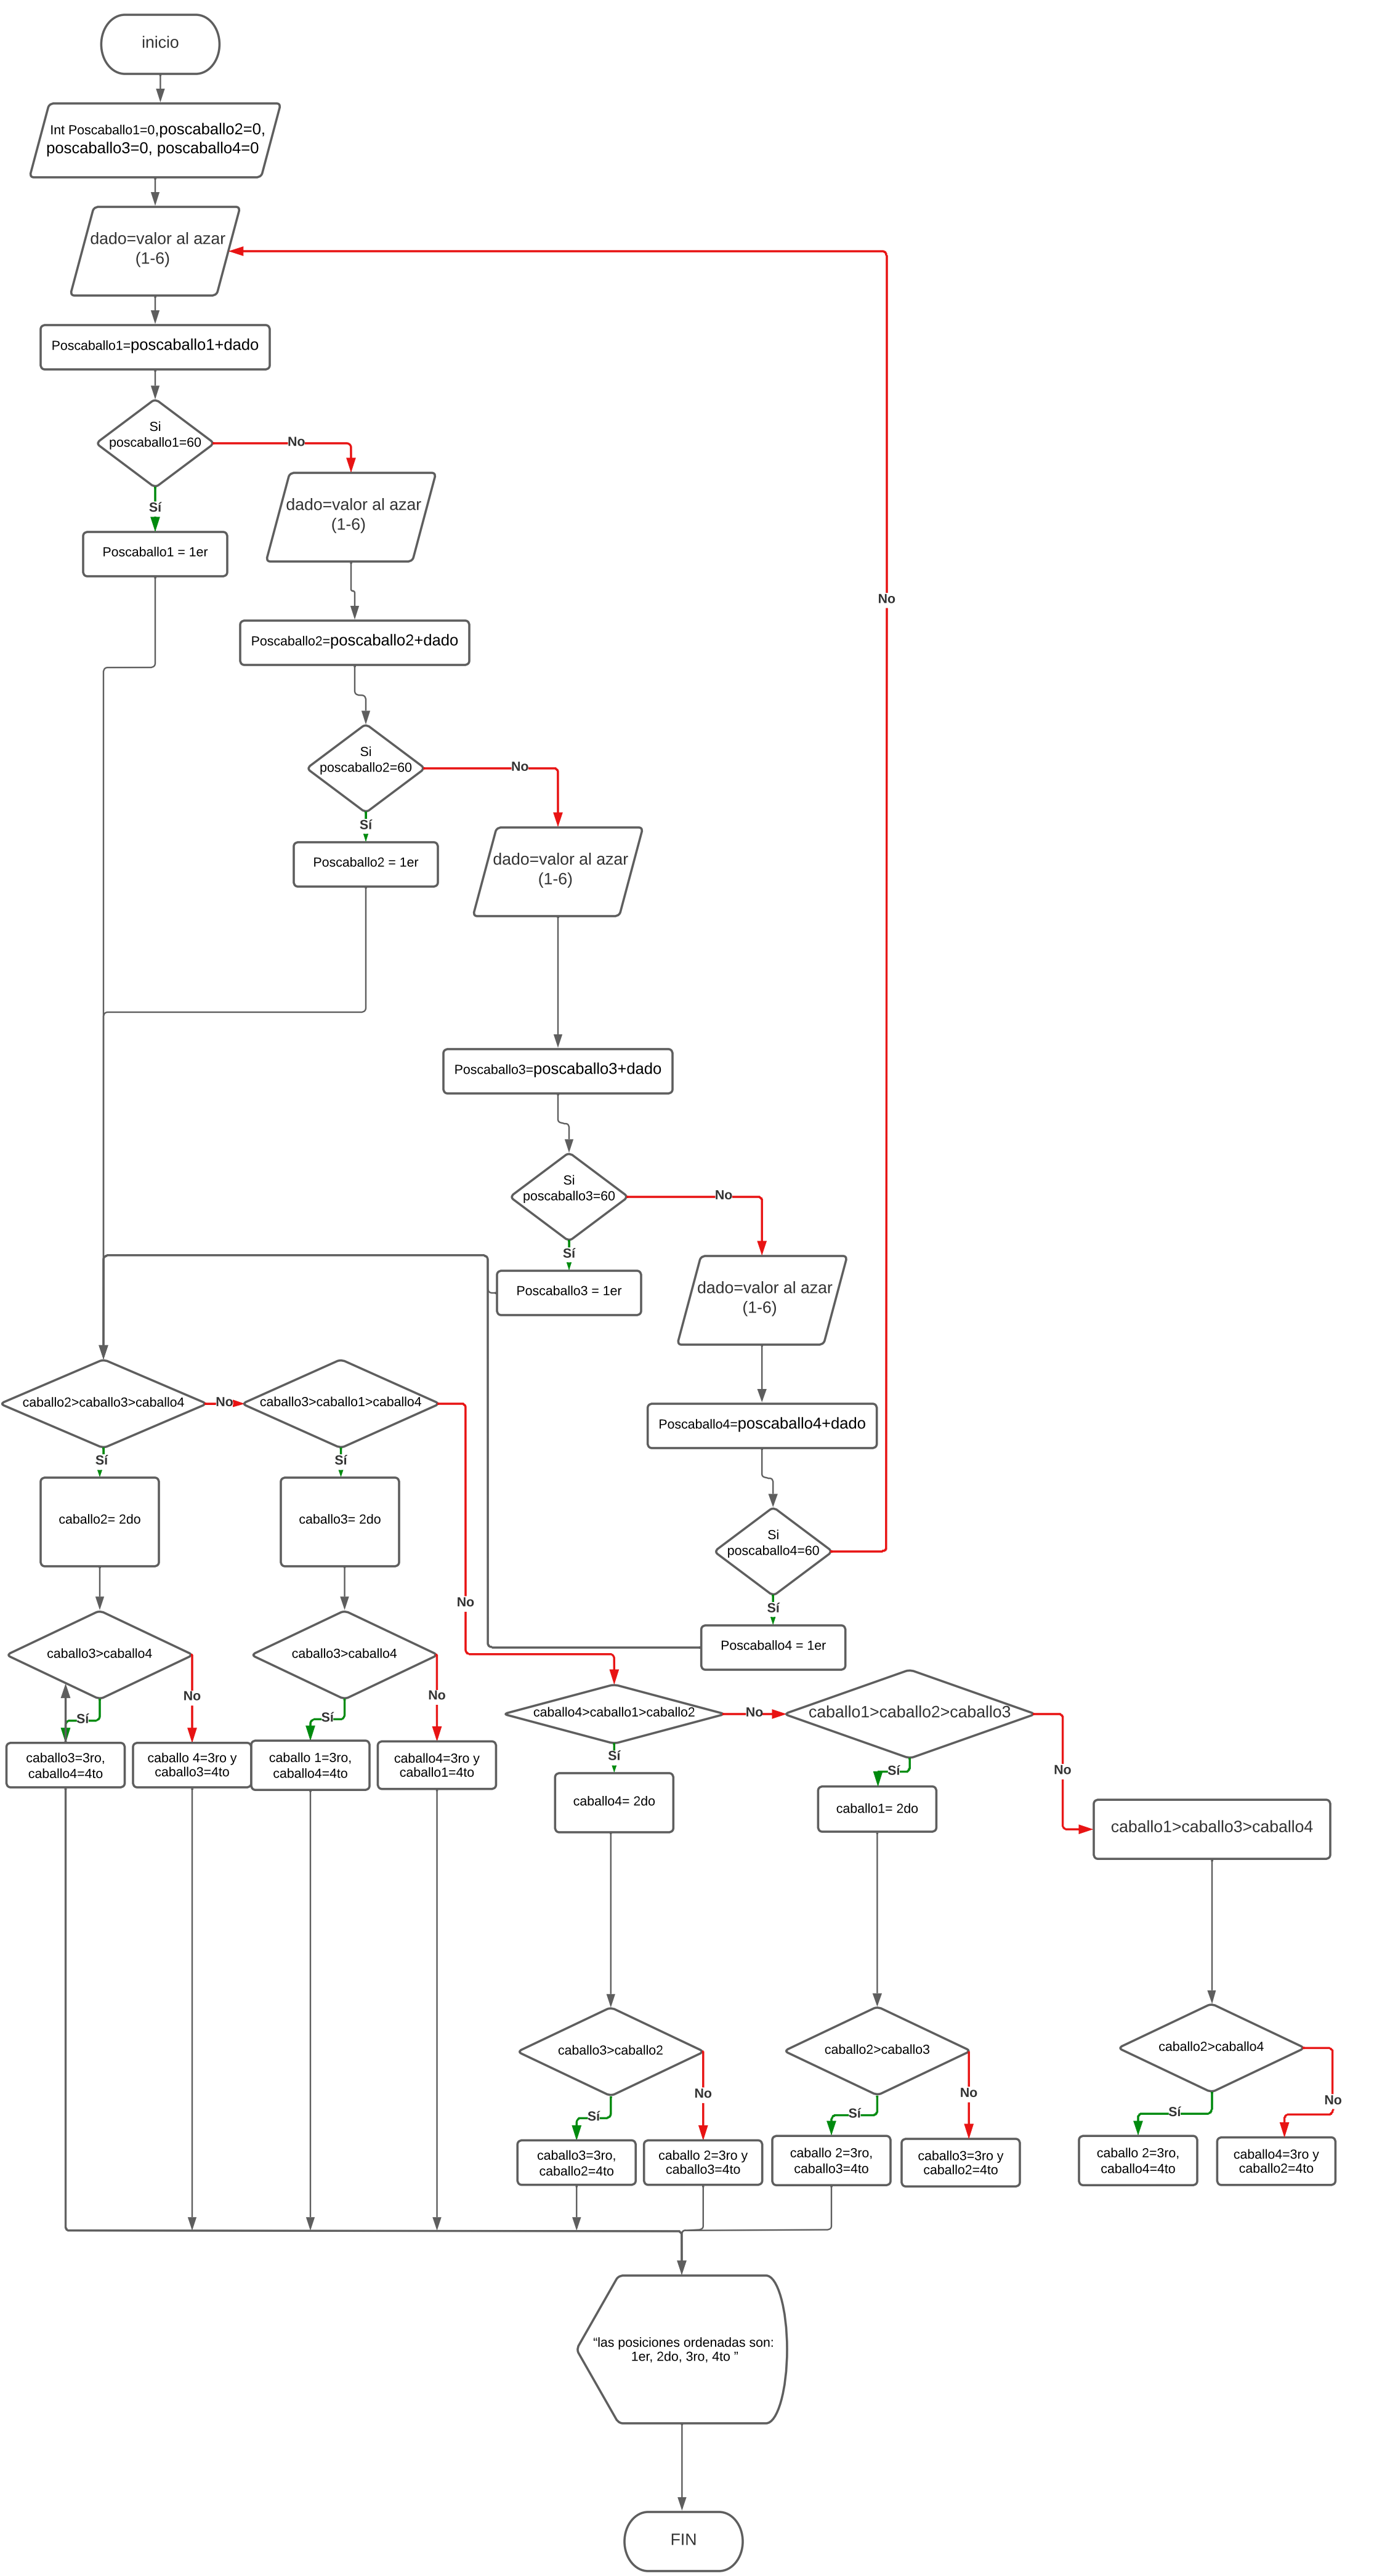 inicio
Int Poscaballo1=0,poscaballo2=0,
poscaballo3=0, poscaballo4=0
dado=valor al azar
(1-6)
Poscaballo1=poscaballo1+dado
Si
poscaballo1=60
No
Sí
Poscaballo1 = 1er
dado=valor al azar
(1-6)
No
Poscaballo2=poscaballo2+dado
Si
poscaballo2=60
No
Sí
Poscaballo2 = 1er
dado=valor al azar
(1-6)
Poscaballo3=poscaballo3+dado
Si
poscaballo3=60
No
Sí
Poscaballo3 = 1er
dado=valor al azar
(1-6)
Poscaballo4=poscaballo4+dado
Si
poscaballo4=60
Sí
Poscaballo4 = 1er
caballo2>caballo3>caballo4
No
caballo3>caballo1>caballo4
Sí
Sí
caballo2= 2do
caballo3= 2do
No
caballo3>caballo4
caballo3>caballo4
No
Sí
No
Sí
caballo3=3ro,
caballo4=4to
caballo 4=3ro y
caballo3=4to
caballo 1=3ro,
caballo4=4to
caballo4=3ro y
caballo1=4to
caballo4>caballo1>caballo2
No
caballo1>caballo2>caballo3
Sí
Sí
No
caballo4= 2do
caballo1= 2do
caballo1>caballo3>caballo4
caballo3>caballo2
caballo2>caballo3
caballo2>caballo4
No
Sí
No
Sí
No
Sí
caballo3=3ro,
caballo2=4to
caballo 2=3ro y
caballo3=4to
caballo 2=3ro,
caballo3=4to
caballo3=3ro y
caballo2=4to
caballo 2=3ro,
caballo4=4to
caballo4=3ro y
caballo2=4to
“las posiciones ordenadas son:
1er, 2do, 3ro, 4to ”
FIN